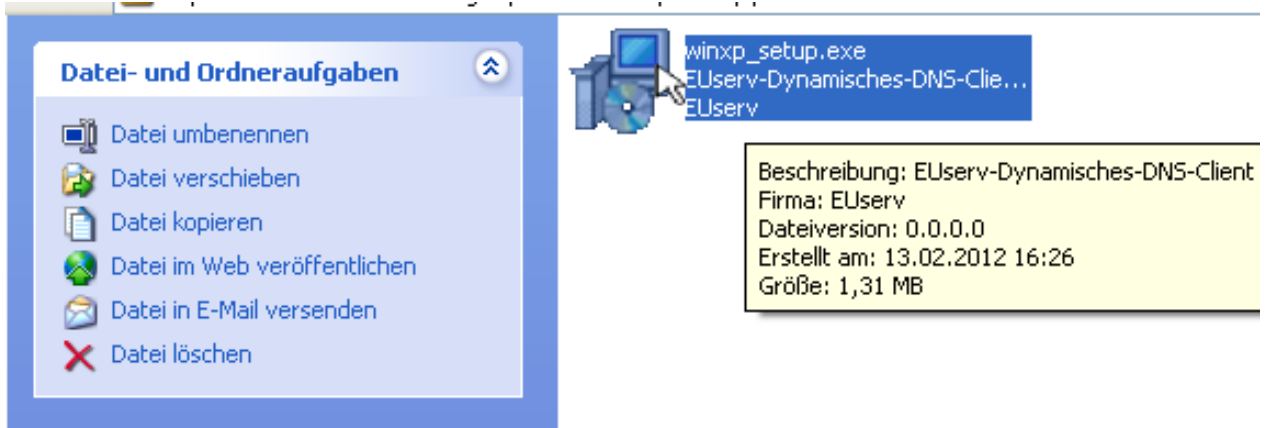 Datei- und Ordneraufgaben
Datei umbenennen
Datei verschieben
Datei kopieren
Datei im Web veröffentlichen
Datei in E-Mail versenden
Datei löschen
winxp_setup.exe
EUserv-Dynamisches-DNS-Clie...
EUserv
Beschreibung: EUserv-Dynamisches-DNS-Client
Firma: EUserv
Dateiversion: 0.0.0.0
Erstellt am: 13.02.2012 16:26
Größe: 1,31 MB